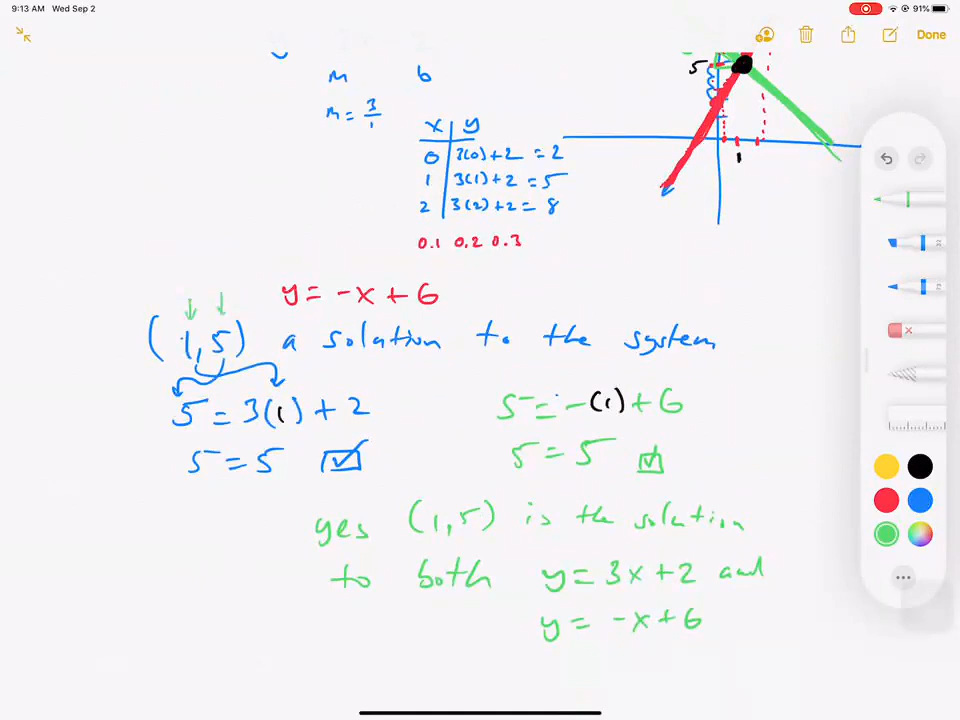 9:13 AM Wed Sep 2
91%
Done
m b
m = 3/1
5
1
x | y
0 | 3(0)+2 = 2
1 | 3(1)+2 = 5
2 | 3(2)+2 = 8
0.1 0.2 0.3
y = -x + 6
(1,5) a solution to the system
5 = 3(1) + 2
5 = -(1) + 6
5 = 5
5 = 5
yes (1,5) is the solution
to both y = 3x+2 and
y = -x+6